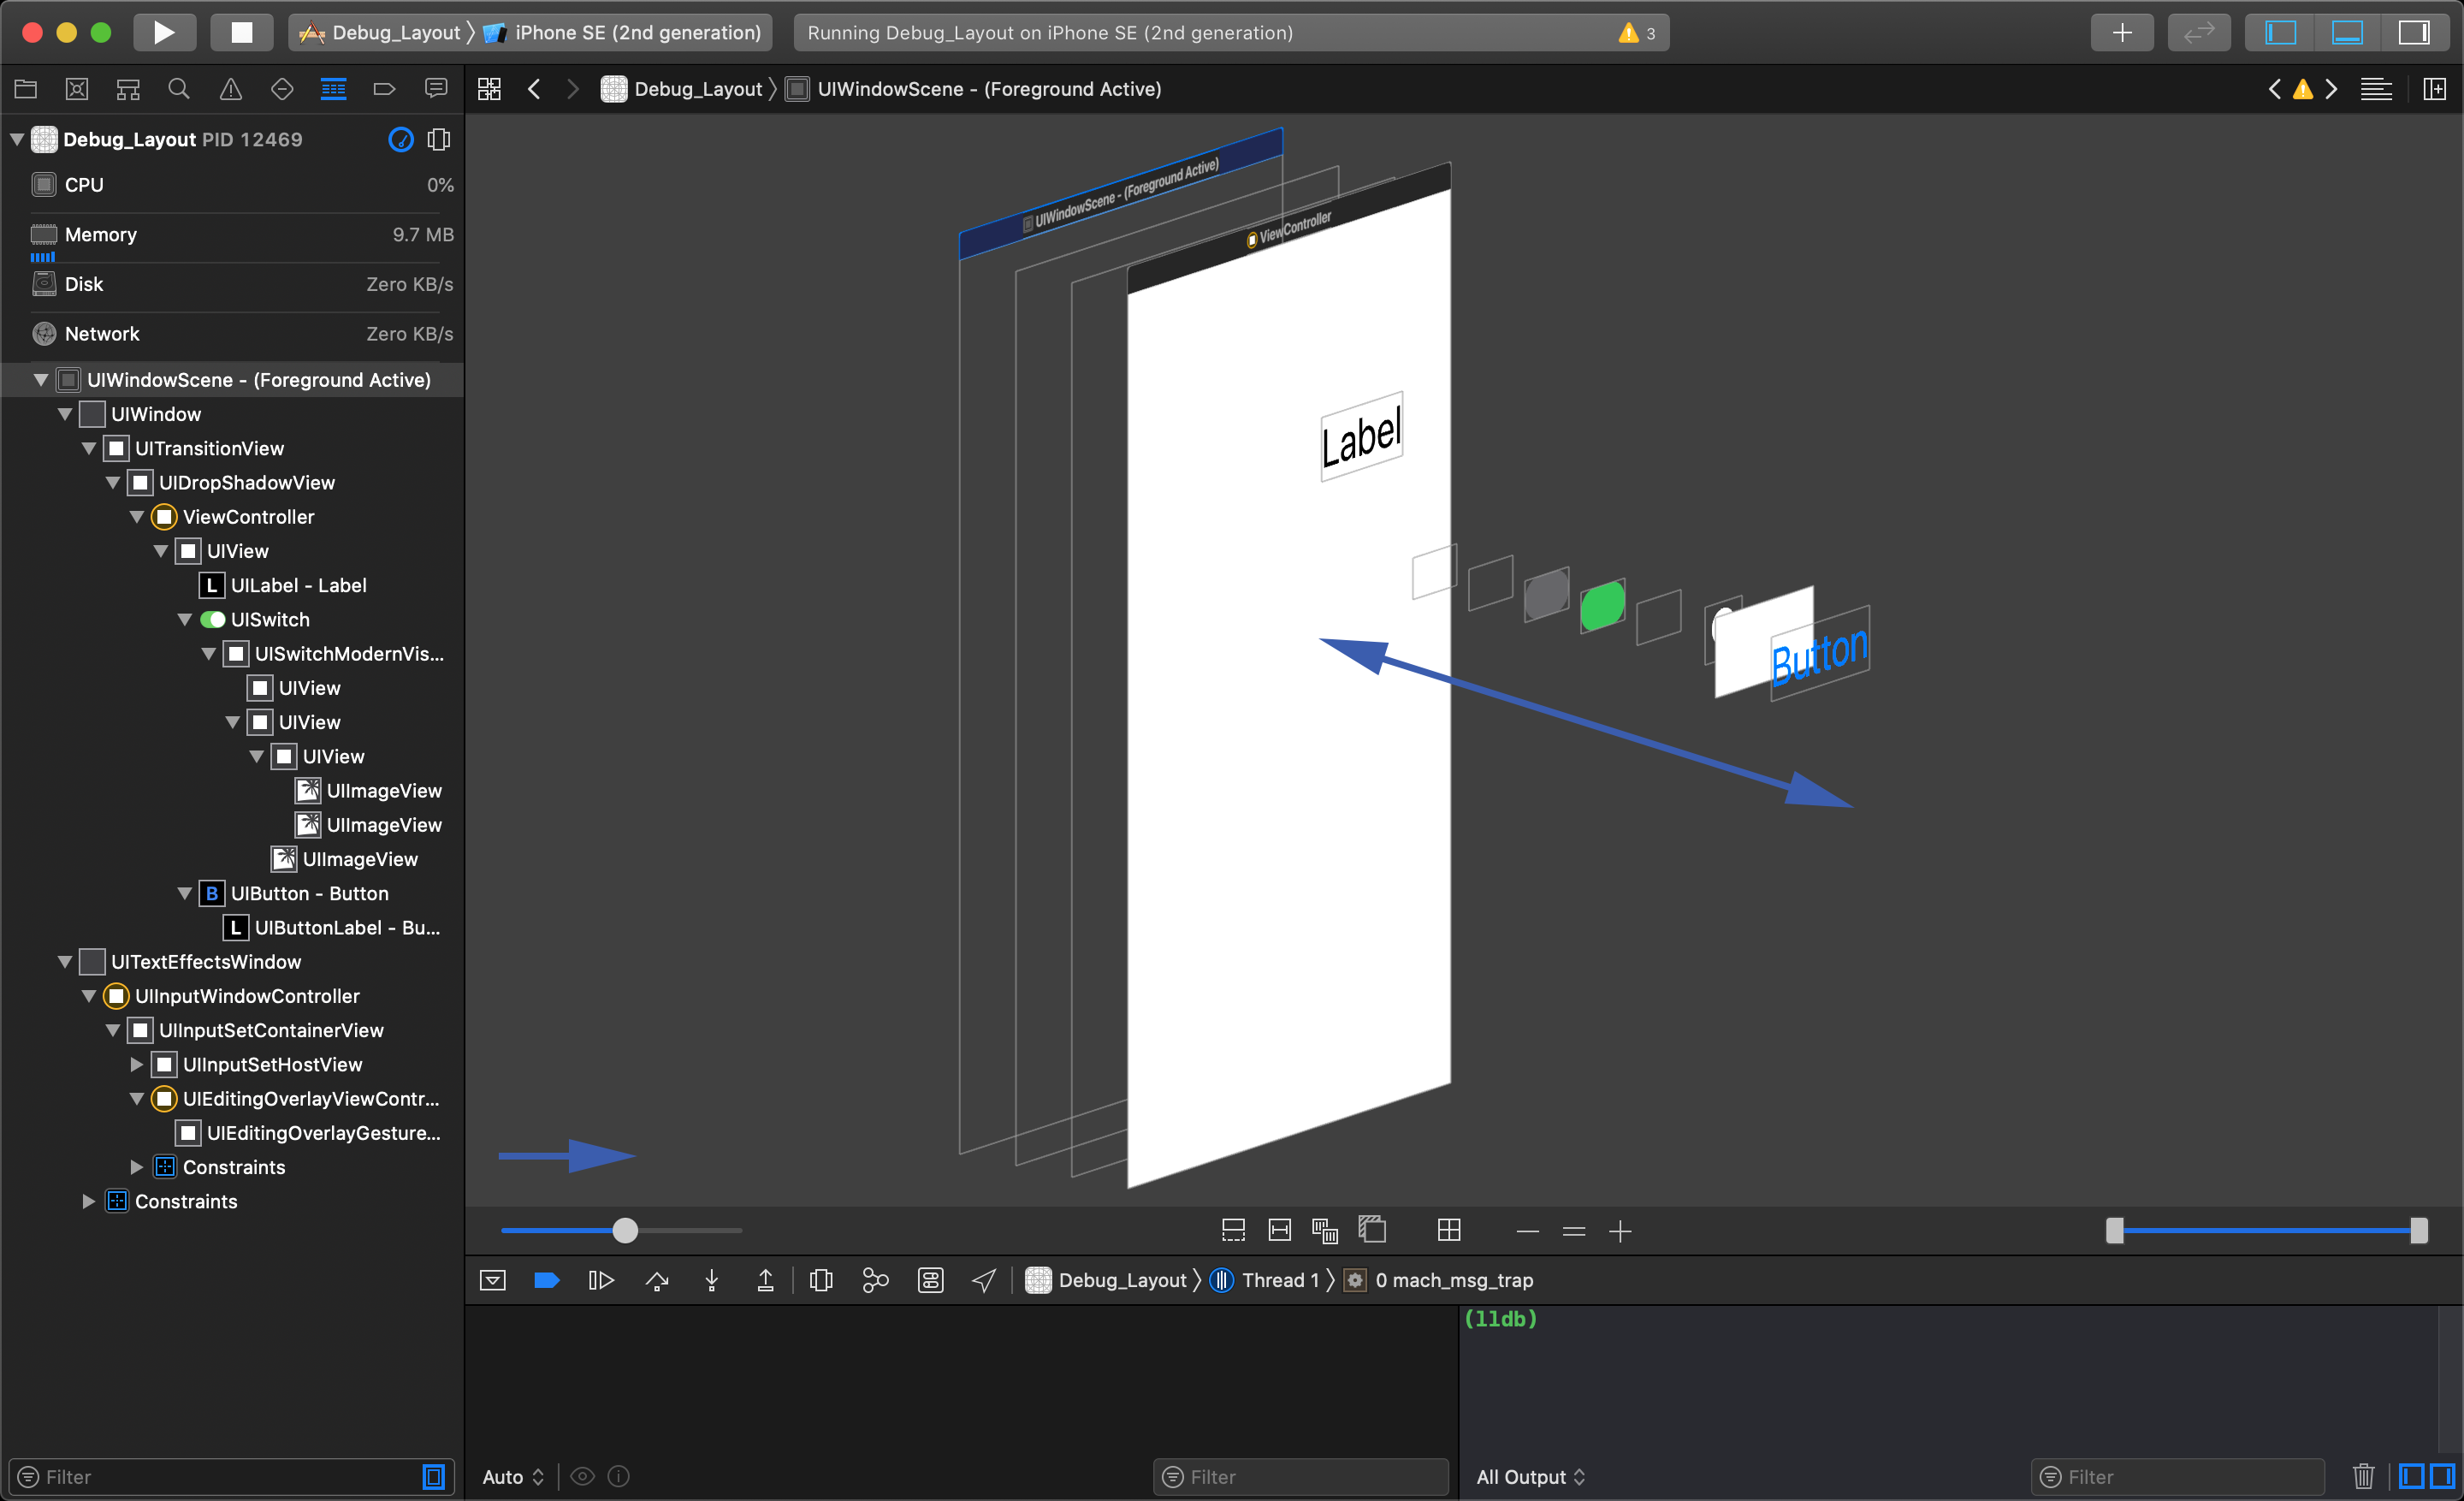 Debug_Layout 〉 iPhone SE (2nd generation)
Running Debug_Layout on iPhone SE (2nd generation)
3
Debug_Layout 〉 UIWindowScene - (Foreground Active)
Debug_Layout PID 12469
CPU 0%
Memory 9.7 MB
Disk Zero KB/s
Network Zero KB/s
UIWindowScene - (Foreground Active)
UIWindow
UITransitionView
UIDropShadowView
ViewController
UIView
L UILabel - Label
UISwitch
UISwitchModernVis...
UIView
UIView
UIView
UIImageView
UIImageView
UIImageView
B UIButton - Button
L UIButtonLabel - Bu...
UITextEffectsWindow
UIInputWindowController
UIInputSetContainerView
UIInputSetHostView
UIEditingOverlayViewContr...
UIEditingOverlayGesture...
Constraints
Constraints
Filter
UIWindowScene - (Foreground Active)
ViewController
Label
Button
Debug_Layout 〉 Thread 1 〉 0 mach_msg_trap
(lldb)
Auto
Filter
All Output
Filter